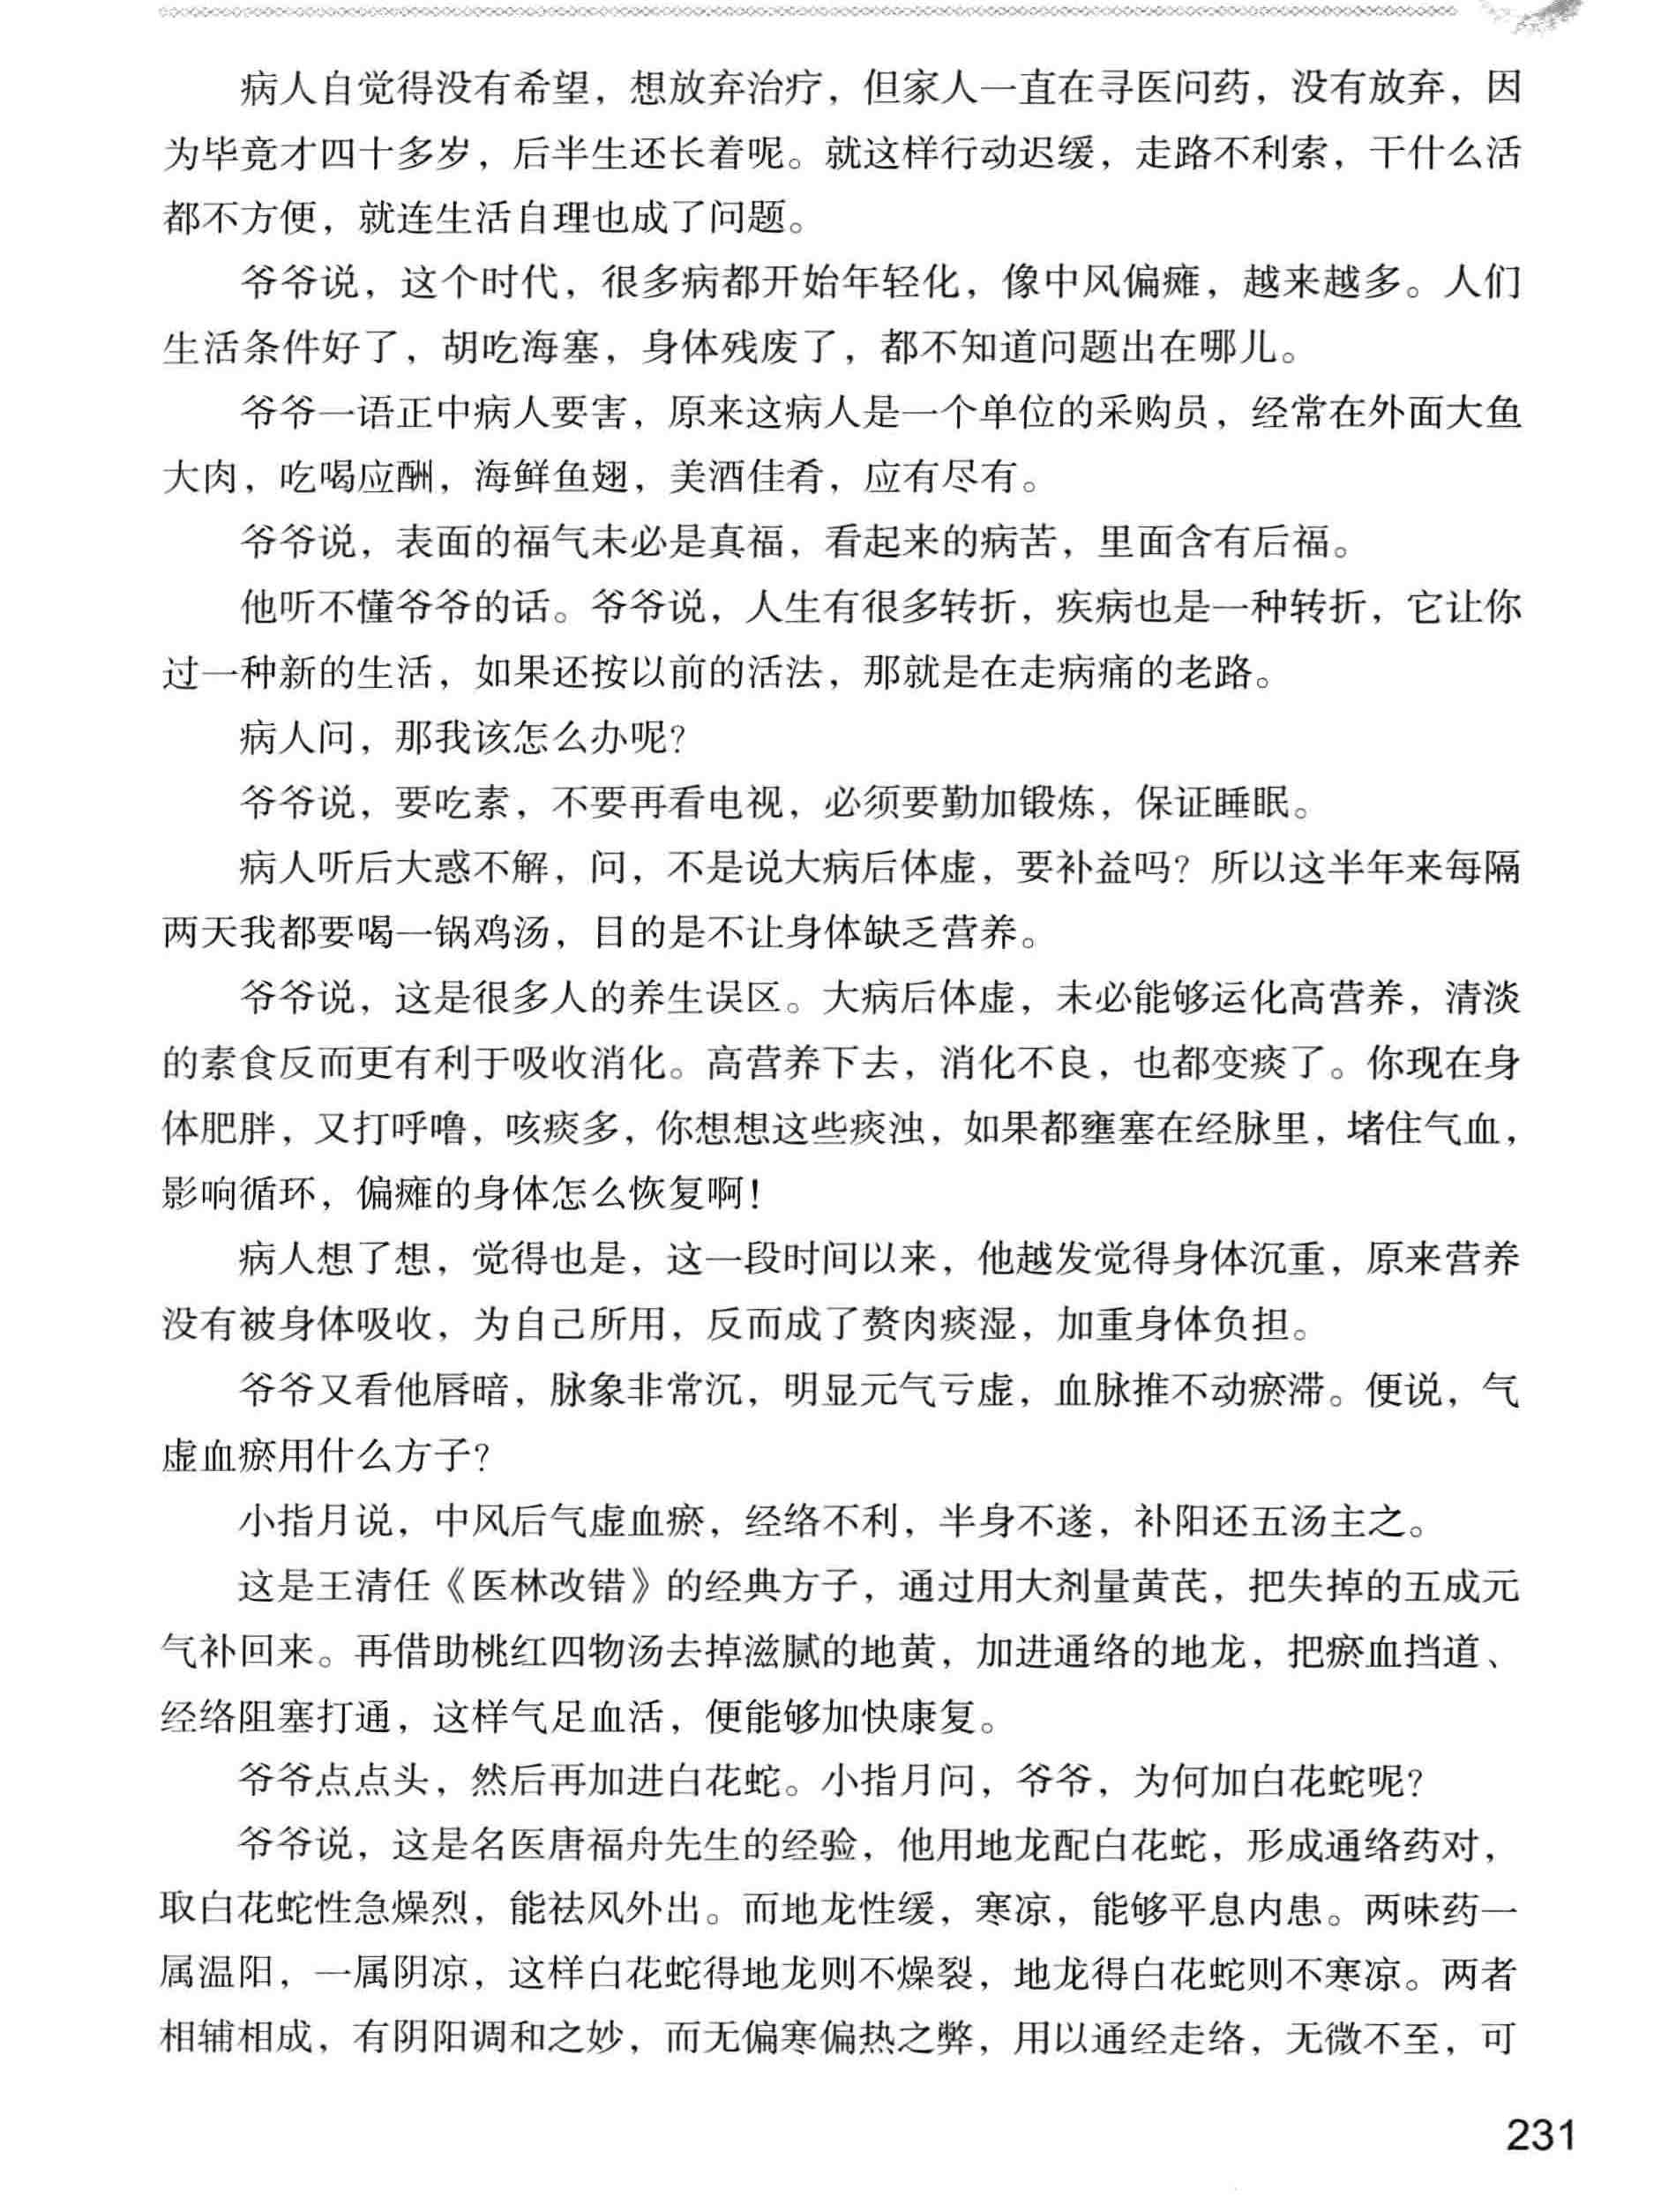 病人自觉得没有希望，想放弃治疗，但家人一直在寻医问药，没有放弃，因
为毕竟才四十多岁，后半生还长着呢。就这样行动迟缓，走路不利索，干什么活
都不方便，就连生活自理也成了问题。
爷爷说，这个时代，很多病都开始年轻化，像中风偏瘫，越来越多。人们
生活条件好了，胡吃海塞，身体残废了，都不知道问题出在哪儿。
爷爷一语正中病人要害，原来这病人是一个单位的采购员，经常在外面大鱼
大肉，吃喝应酬，海鲜鱼翅，美酒佳肴，应有尽有。
爷爷说，表面的福气未必是真福，看起来的病苦，里面含有后福。
他听不懂爷爷的话。爷爷说，人生有很多转折，疾病也是一种转折，它让你
过一种新的生活，如果还按以前的活法，那就是在走病痛的老路。
病人问，那我该怎么办呢？
爷爷说，要吃素，不要再看电视，必须要勤加锻炼，保证睡眠。
病人听后大惑不解，问，不是说大病后体虚，要补益吗？所以这半年来每隔
两天我都要喝一锅鸡汤，目的是不让身体缺乏营养。
爷爷说，这是很多人的养生误区。大病后体虚，未必能够运化高营养，清淡
的素食反而更有利于吸收消化。高营养下去，消化不良，也都变痰了。你现在身
体肥胖，又打呼噜，咳痰多，你想想这些痰浊，如果都壅塞在经脉里，堵住气血，
影响循环，偏瘫的身体怎么恢复啊！
病人想了想，觉得也是，这一段时间以来，他越发觉得身体沉重，原来营养
没有被身体吸收，为自己所用，反而成了赘肉痰湿，加重身体负担。
爷爷又看他唇暗，脉象非常沉，明显元气亏虚，血脉推不动瘀滞。便说，气
虚血瘀用什么方子？
小指月说，中风后气虚血瘀，经络不利，半身不遂，补阳还五汤主之。
这是王清任《医林改错》的经典方子，通过用大剂量黄芪，把失掉的五成元
气补回来。再借助桃红四物汤去掉滋腻的地黄，加进通络的地龙，把瘀血挡道、
经络阻塞打通，这样气足血活，便能够加快康复。
爷爷点点头，然后再加进白花蛇。小指月问，爷爷，为何加白花蛇呢？
爷爷说，这是名医唐福舟先生的经验，他用地龙配白花蛇，形成通络药对，
取白花蛇性急燥烈，能祛风外出。而地龙性缓，寒凉，能够平息内患。两味药一
属温阳，一属阴凉，这样白花蛇得地龙则不燥裂，地龙得白花蛇则不寒凉。两者
相辅相成，有阴阳调和之妙，而无偏寒偏热之弊，用以通经走络，无微不至，可
231